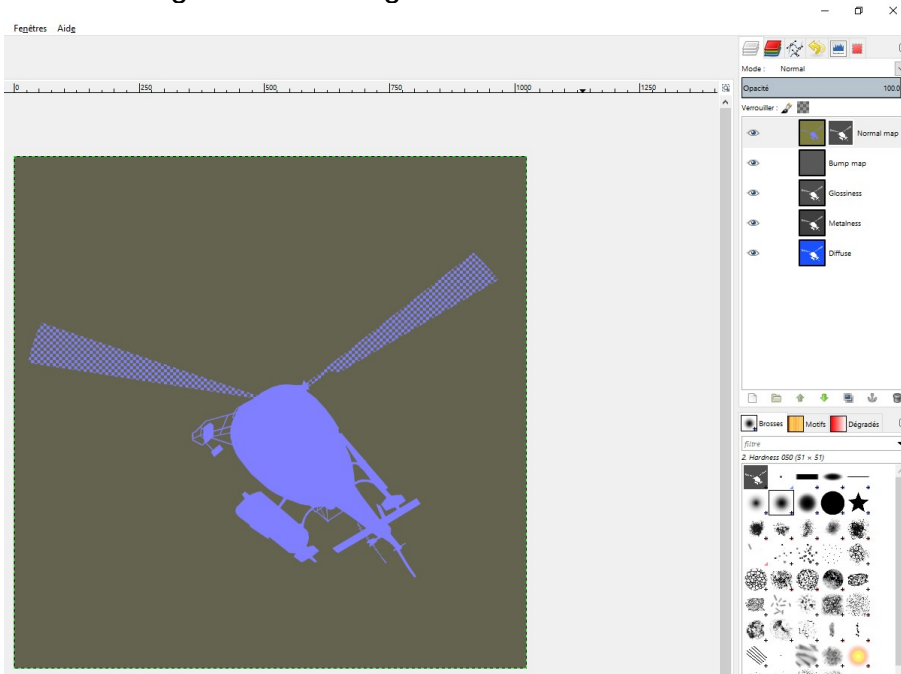 Fenêtres Aide
Mode : Normal
Opacité 100.0
Verrouiller :
0 250 500 750 1000 1250
Normal map
Bump map
Glossiness
Metalness
Diffuse
Brosses Motifs Dégradés
filtre
2. Hardness 050 (51 × 51)